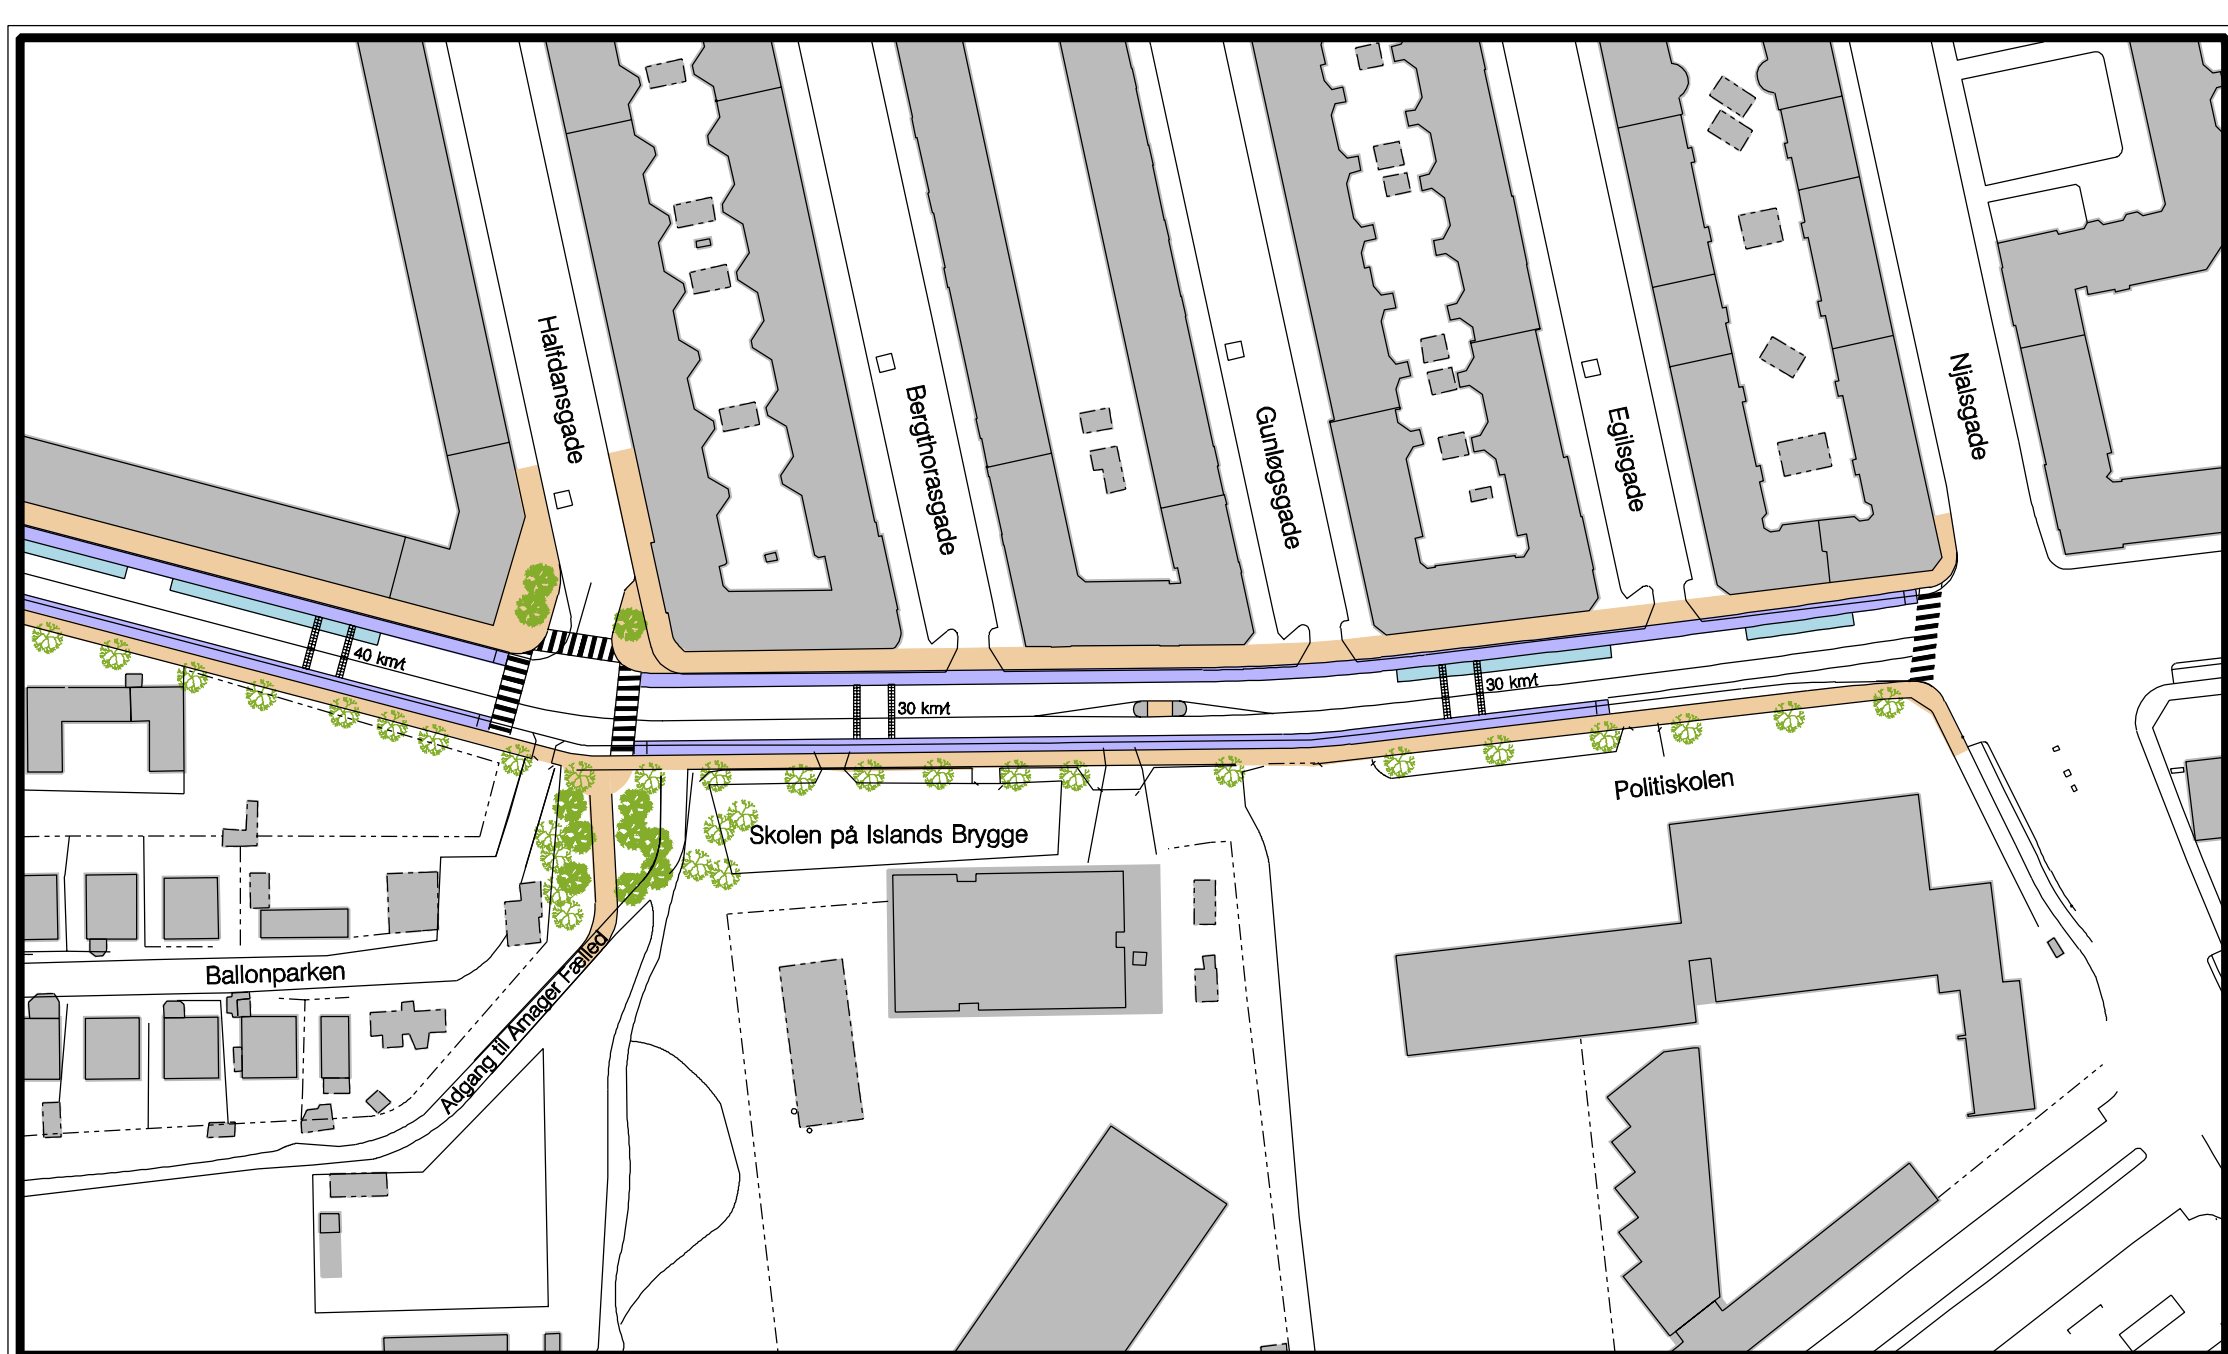 Halfdansgade
Bergthorasgade
Gunløgsgade
Egilsgade
Njalsgade
40 km/t
30 km/t
30 km/t
Politiskolen
Skolen på Islands Brygge
Ballonparken
Adgang til Amager Fælled